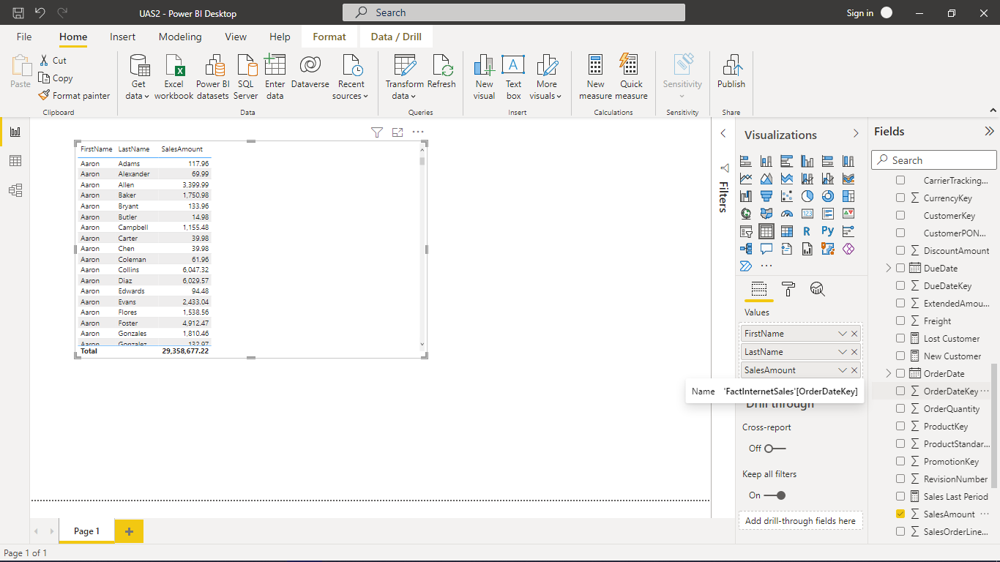 UAS2 - Power BI Desktop
Search
Sign in
File
Home
Insert
Modeling
View
Help
Format
Data / Drill
Paste
Cut
Copy
Format painter
Clipboard
Get data
Excel workbook
Power BI datasets
SQL Server
Enter data
Dataverse
Recent sources
Data
Transform data
Refresh
Queries
New visual
Text box
More visuals
Insert
New measure
Quick measure
Calculations
Sensitivity
Sensitivity
Publish
Share
FirstName LastName SalesAmount
Aaron Adams 117.96
Aaron Alexander 69.99
Aaron Allen 3,399.99
Aaron Baker 1,750.98
Aaron Bryant 133.96
Aaron Butler 14.98
Aaron Campbell 1,155.48
Aaron Carter 39.98
Aaron Chen 39.98
Aaron Coleman 61.96
Aaron Collins 6,047.32
Aaron Diaz 6,029.57
Aaron Edwards 94.48
Aaron Evans 2,433.04
Aaron Flores 1,538.56
Aaron Foster 4,912.47
Aaron Gonzales 1,810.46
Aaron Gonzalez 132.97
Total 29,358,677.22
Filters
Visualizations
123
R
Py
Values
FirstName
LastName
SalesAmount
Name 'FactInternetSales'[OrderDateKey]
Drill through
Cross-report
Off
Keep all filters
On
Add drill-through fields here
Fields
Search
CarrierTracking...
CurrencyKey
CustomerKey
CustomerPON...
DiscountAmount
DueDate
DueDateKey
ExtendedAmou...
Freight
Lost Customer
New Customer
OrderDate
OrderDateKey
OrderQuantity
ProductKey
ProductStandar...
PromotionKey
RevisionNumber
Sales Last Period
SalesAmount
SalesOrderLine...
Page 1
Page 1 of 1